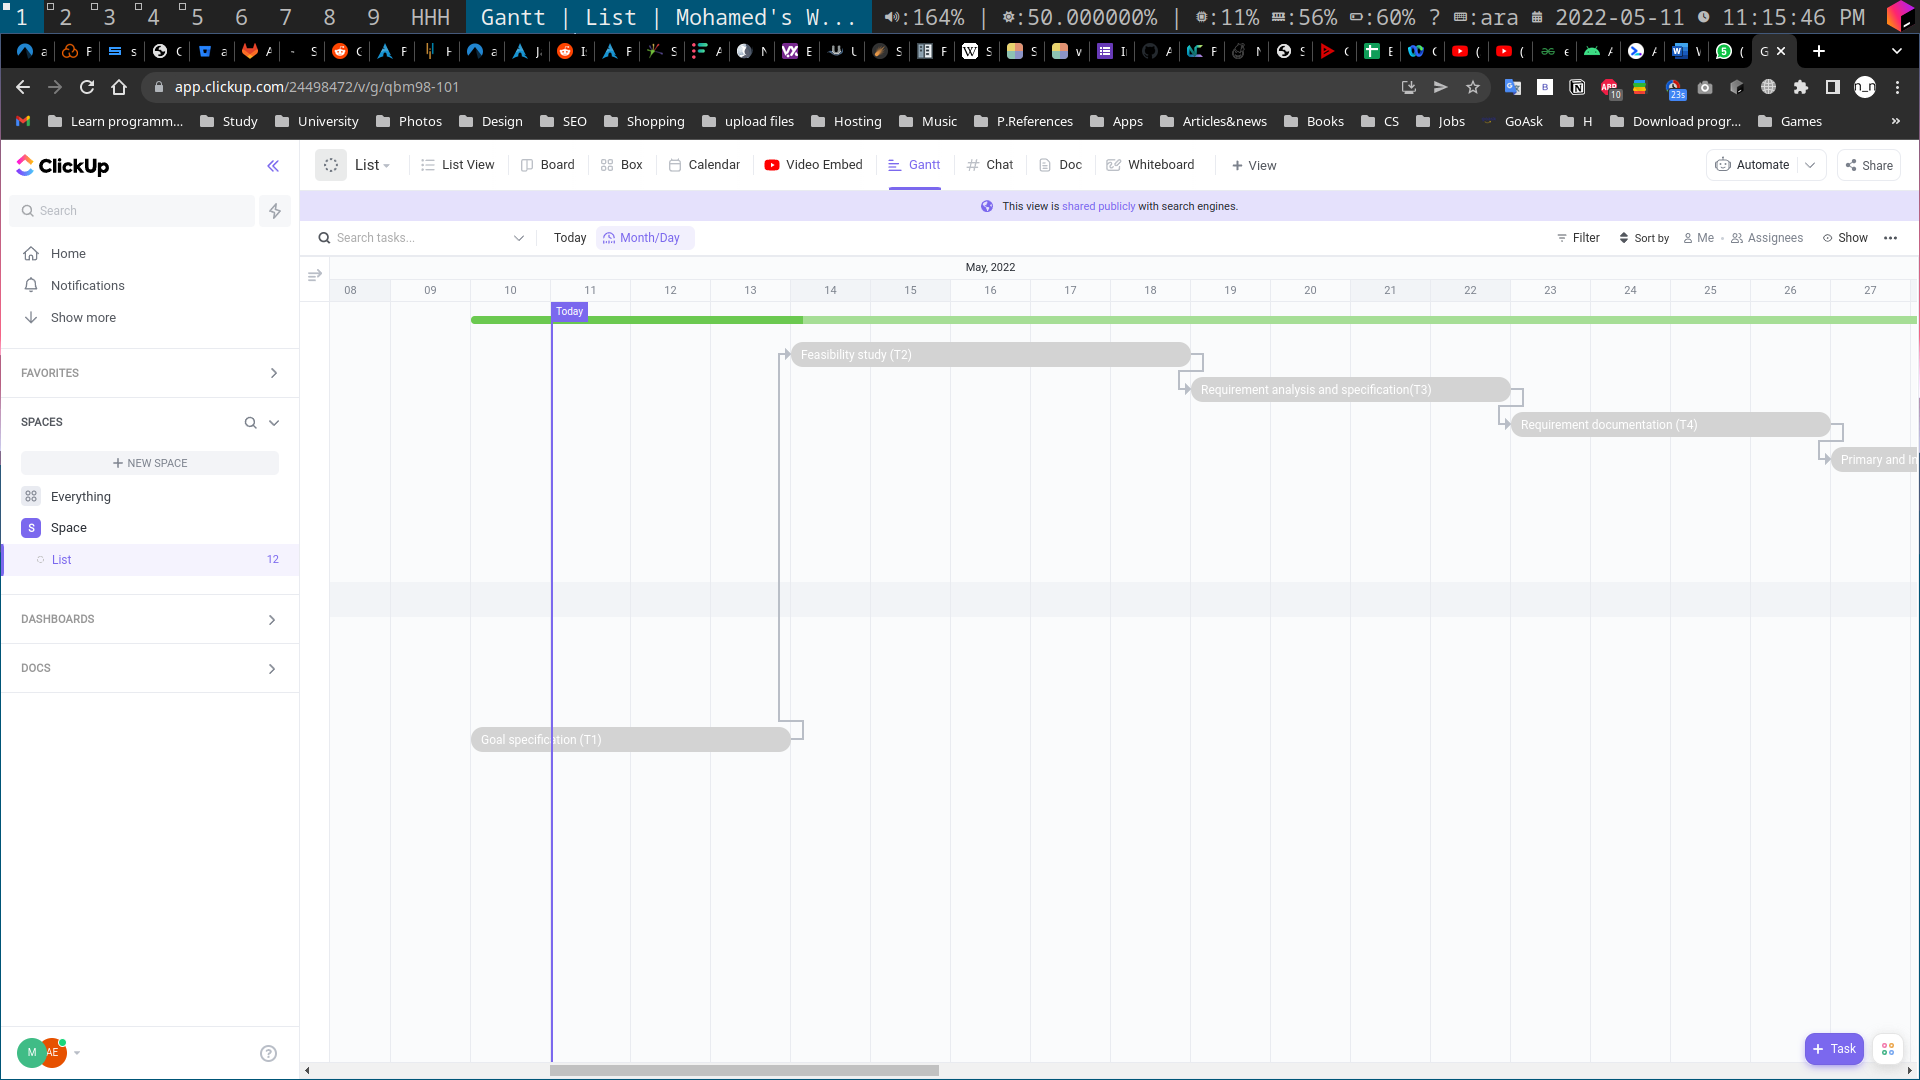 1 2 3 4 5 6 7 8 9 HHH Gantt | List | Mohamed's W... :164% | :50.000000% | :11% :56% :60% ? :ara 2022-05-11 11:15:46 PM
app.clickup.com/24498472/v/g/qbm98-101
Learn programm... Study University Photos Design SEO Shopping upload files Hosting Music P.References Apps Articles&news Books CS Jobs GoAsk H Download progr... Games »
ClickUp
List List View Board Box Calendar Video Embed Gantt Chat Doc Whiteboard + View Automate Share
This view is shared publicly with search engines.
Search
Search tasks... Today Month/Day Filter Sort by Me Assignees Show
Home
Notifications
Show more
FAVORITES
SPACES
+ NEW SPACE
Everything
S Space
List 12
DASHBOARDS
DOCS
M AE
May, 2022
08 09 10 11 12 13 14 15 16 17 18 19 20 21 22 23 24 25 26 27
Today
Feasibility study (T2)
Requirement analysis and specification(T3)
Requirement documentation (T4)
Primary and
Goal specification (T1)
+ Task